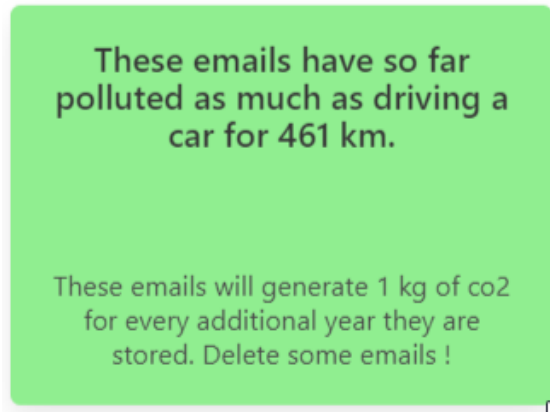 These emails have so far
polluted as much as driving a
car for 461 km.
These emails will generate 1 kg of co2
for every additional year they are
stored. Delete some emails !